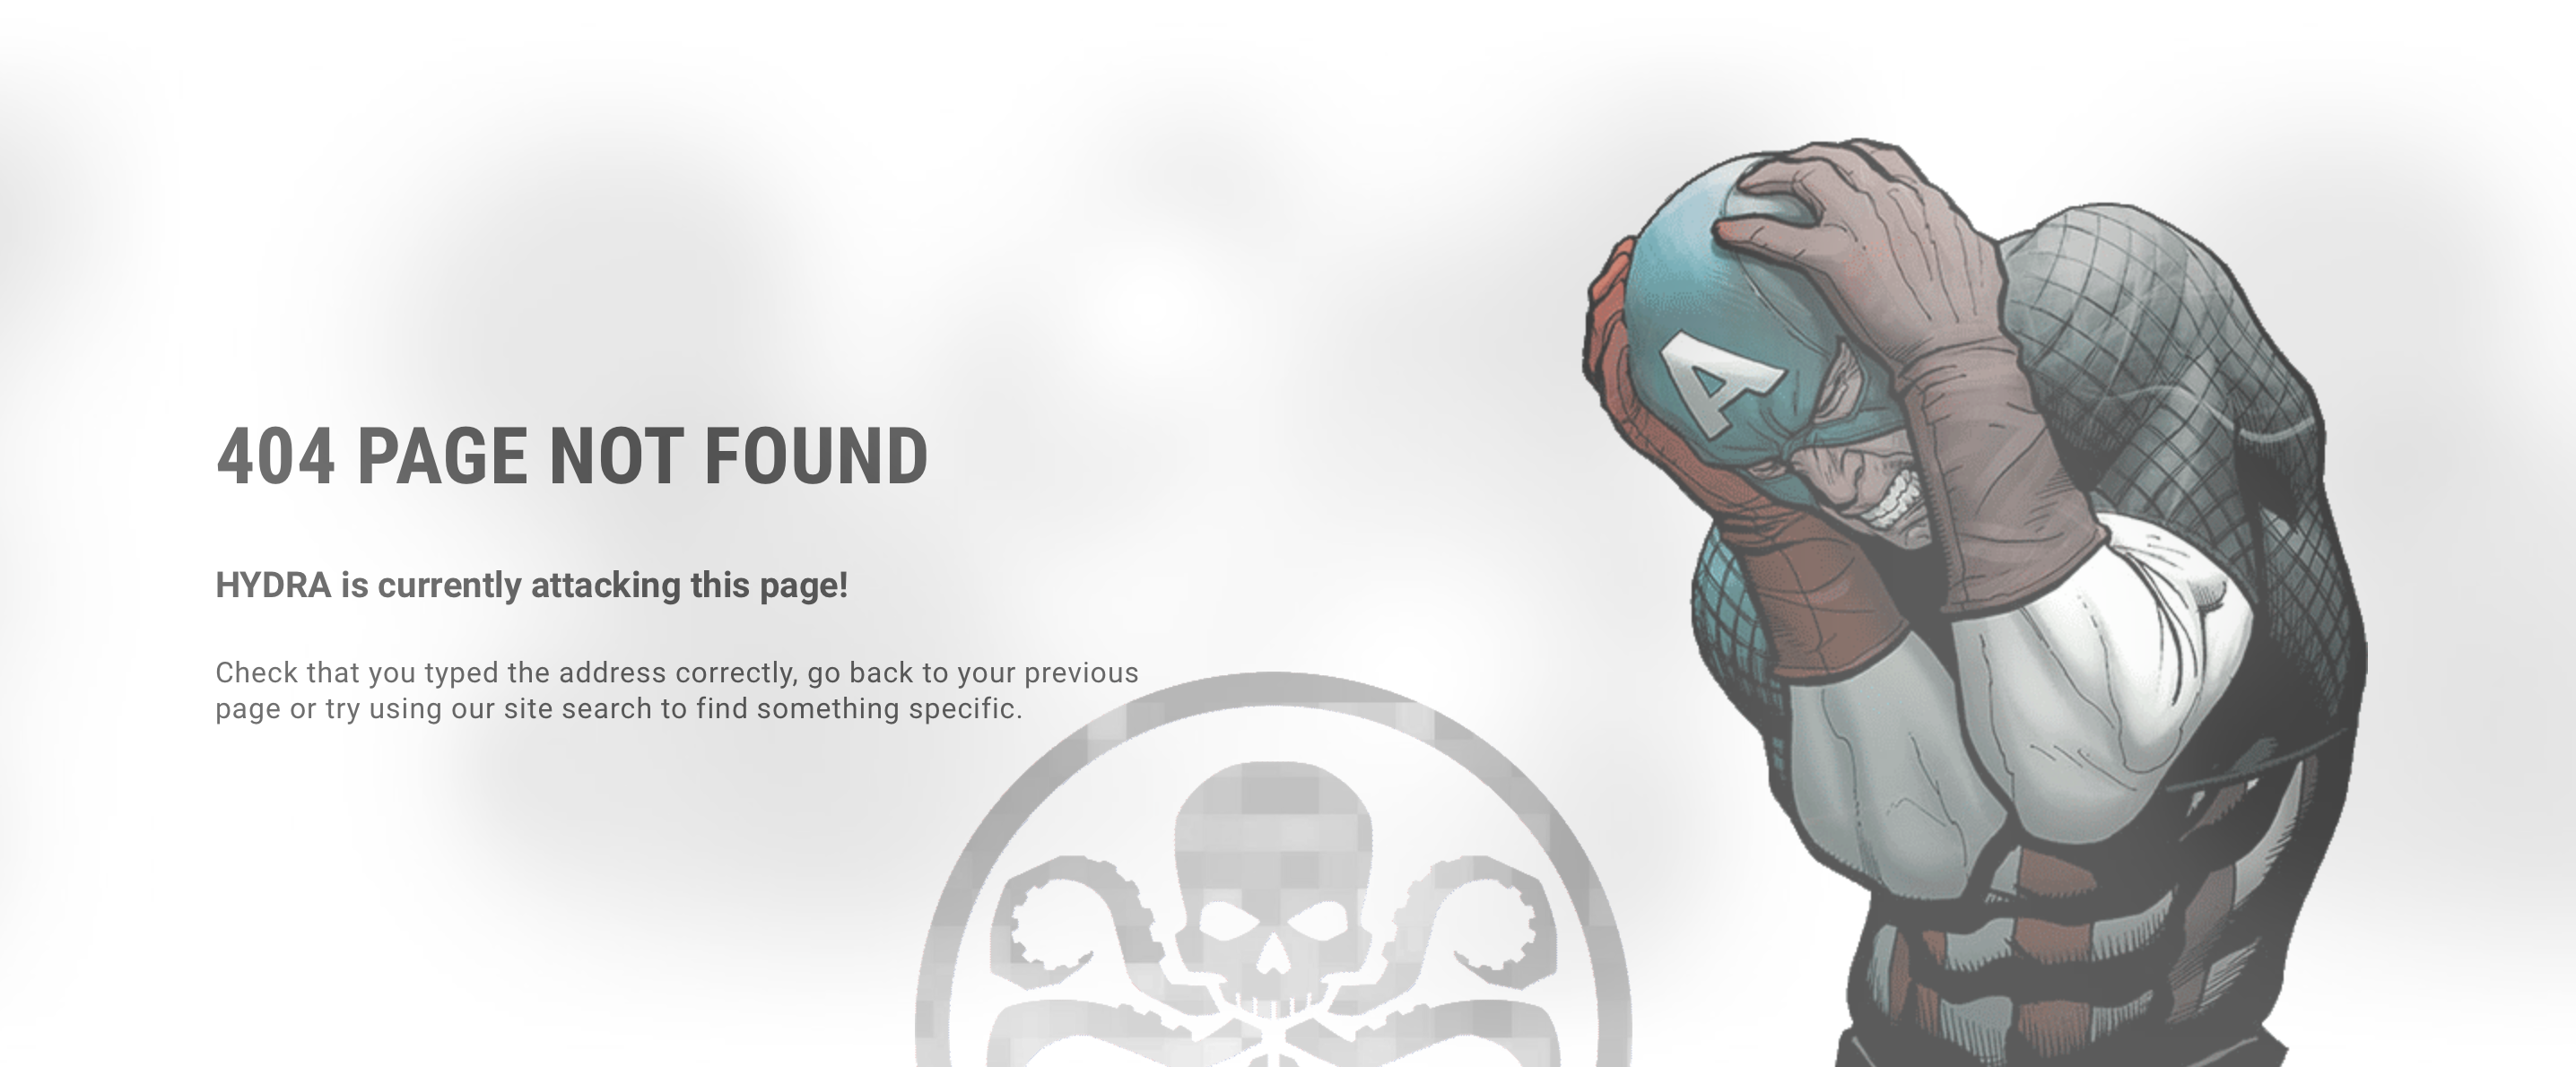 404 PAGE NOT FOUND
HYDRA is currently attacking this page!
Check that you typed the address correctly, go back to your previous
page or try using our site search to find something specific.
A